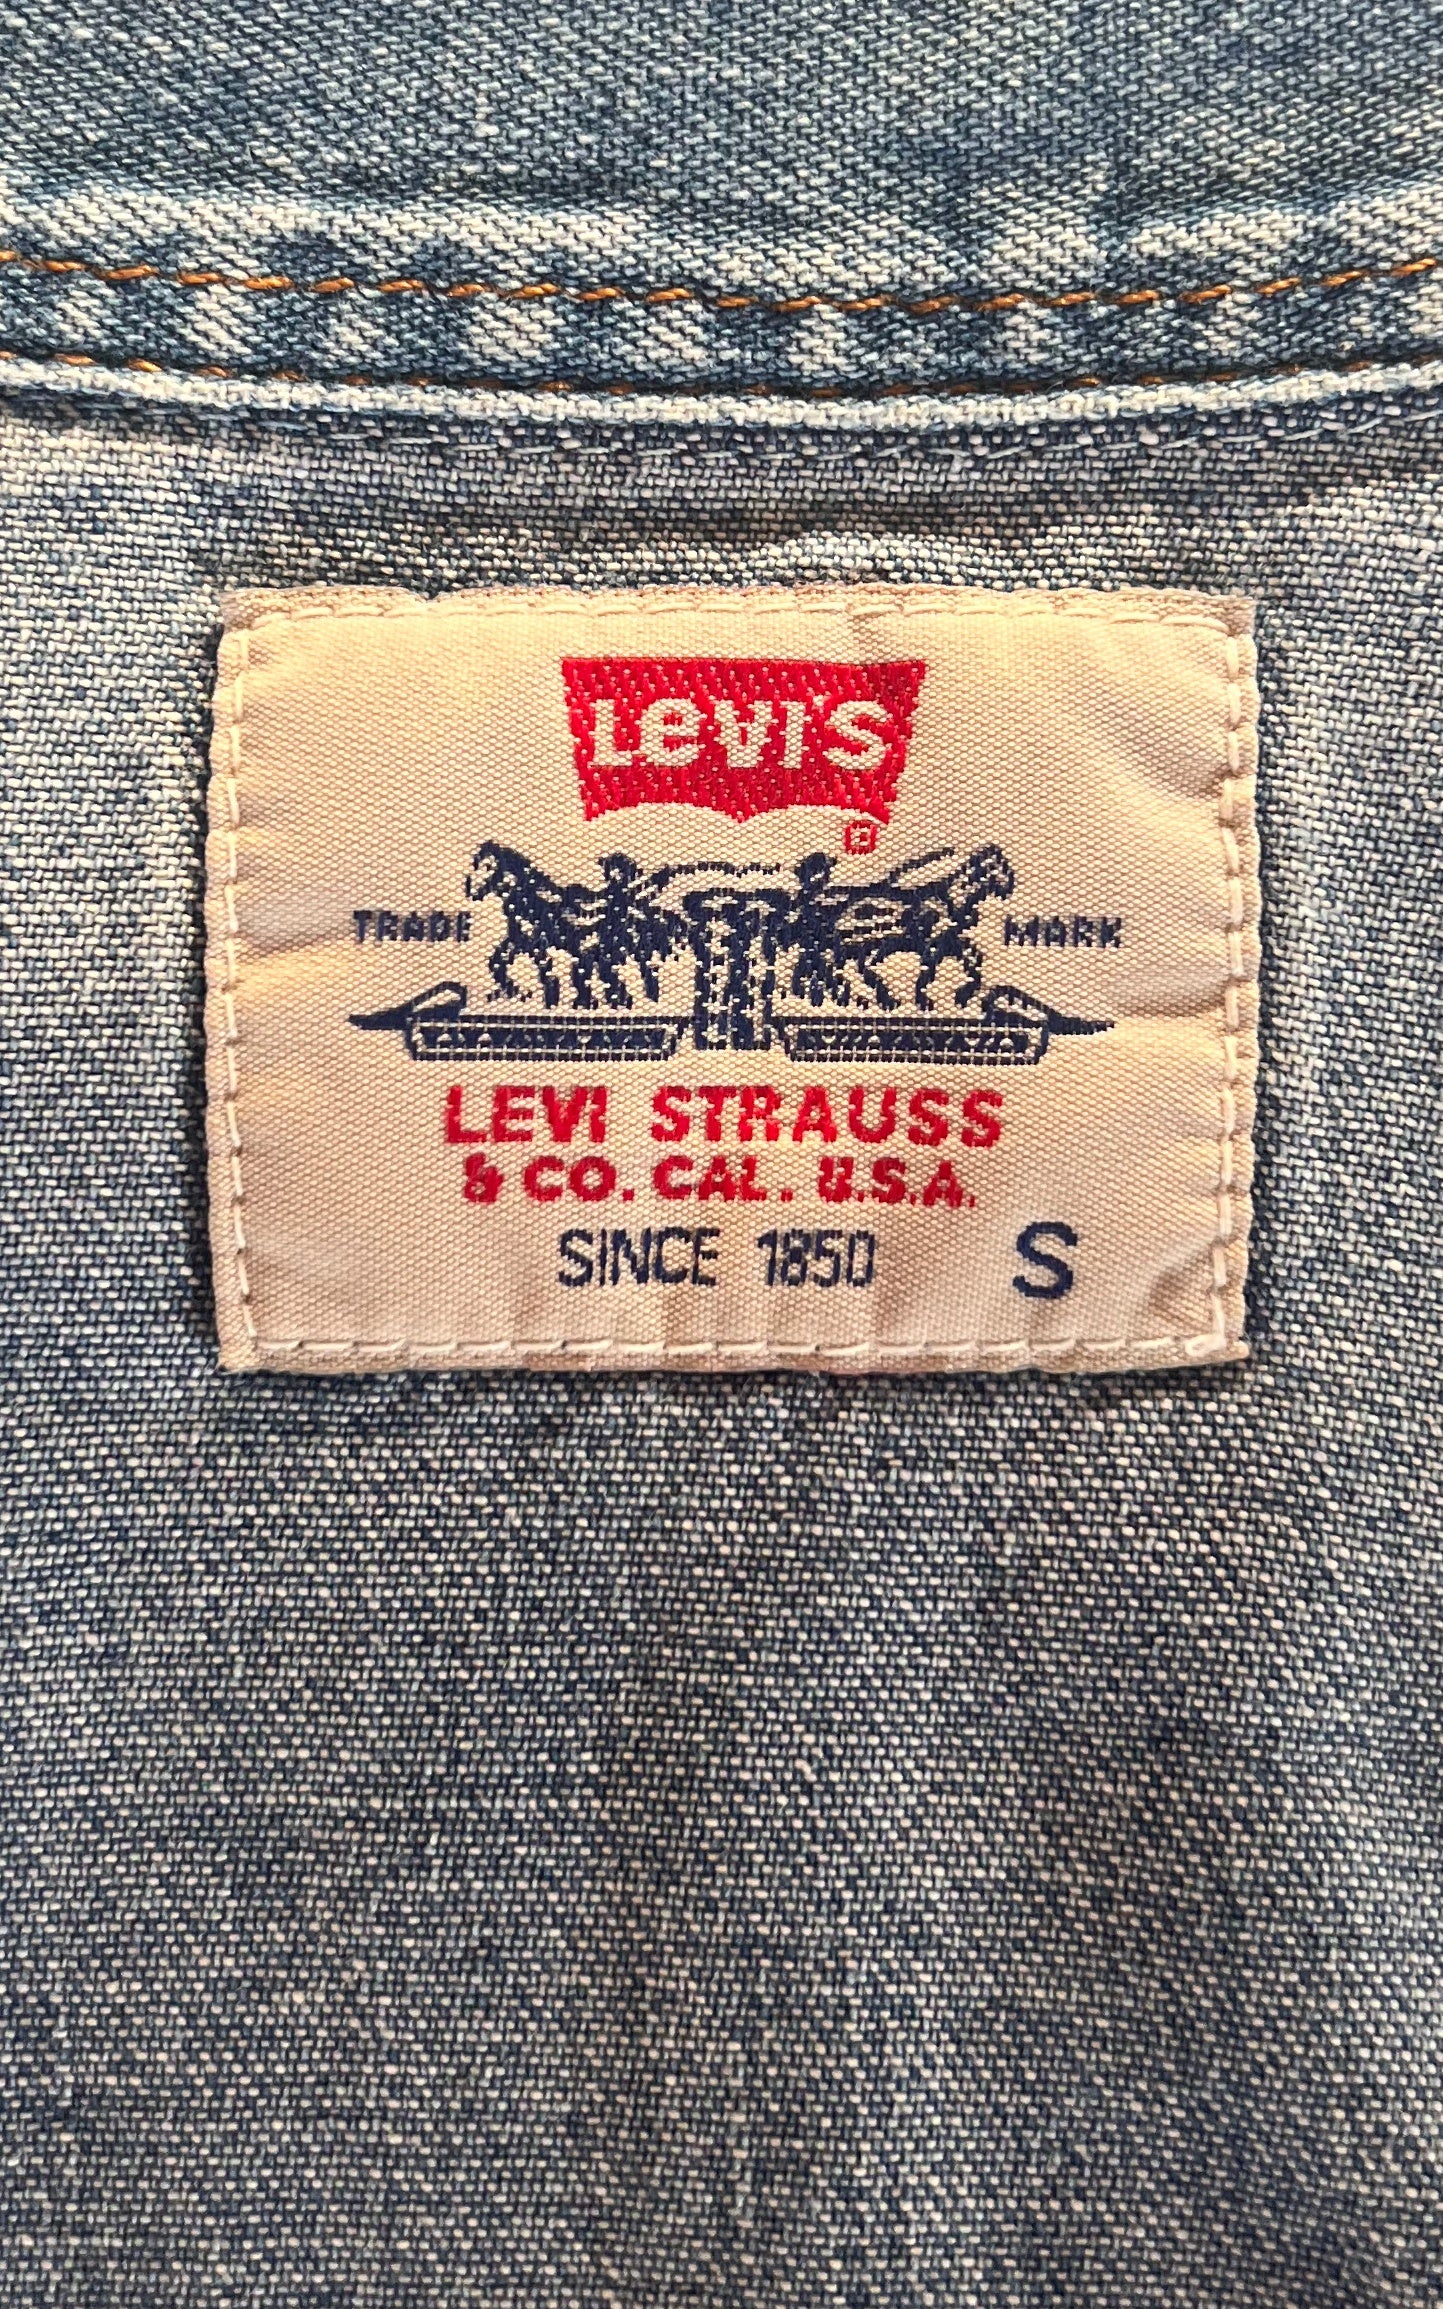 LEVI'S
®
TRADE MARK
LEVI STRAUSS
& CO. CAL. U.S.A.
SINCE 1850 S